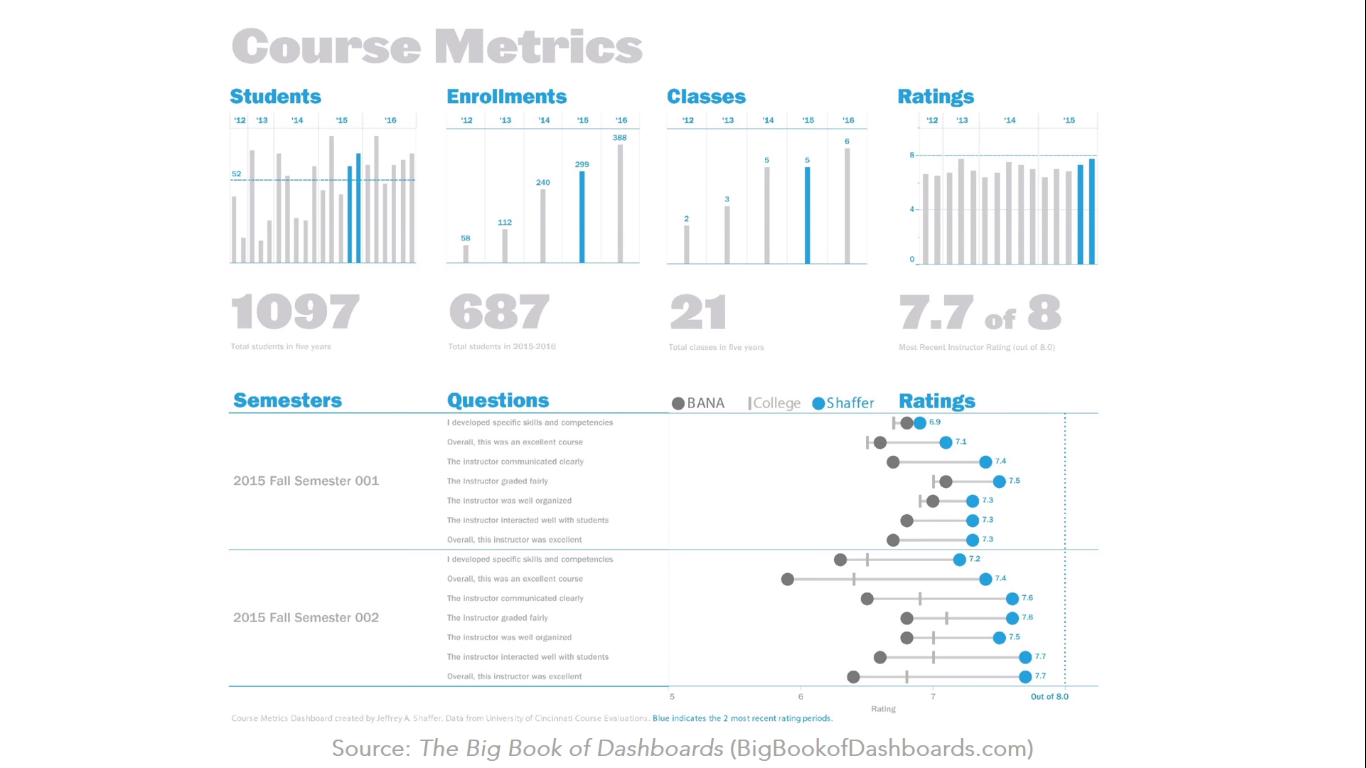 Course Metrics
Students Enrollments Classes Ratings
'12 '13 '14 '15 '16 '12 '13 '14 '15 '16 '12 '13 '14 '15 '16 '12 '13 '14 '15
52
58 112 240 299 388
2 3 5 5 6
8
4
0
1097 687 21 7.7 of 8
Total students in five years Total students in 2015-2016 Total classes in five years Most Recent Instructor Rating (out of 8.0)
Semesters Questions BANA College Shaffer Ratings
I developed specific skills and competencies 6.9
Overall, this was an excellent course 7.1
The instructor communicated clearly 7.4
The instructor graded fairly 7.5
2015 Fall Semester 001
The instructor was well organized 7.3
The instructor interacted well with students 7.3
Overall, this instructor was excellent 7.3
I developed specific skills and competencies 7.2
Overall, this was an excellent course 7.4
The instructor communicated clearly 7.6
2015 Fall Semester 002
The instructor graded fairly 7.6
The instructor was well organized 7.5
The instructor interacted well with students 7.7
Overall, this instructor was excellent 7.7
5 6 7 Out of 8.0
Rating
Course Metrics Dashboard created by Jeffrey A. Shaffer. Data from University of Cincinnati Course Evaluations. Blue indicates the 2 most recent rating periods.
Source: The Big Book of Dashboards (BigBookofDashboards.com)